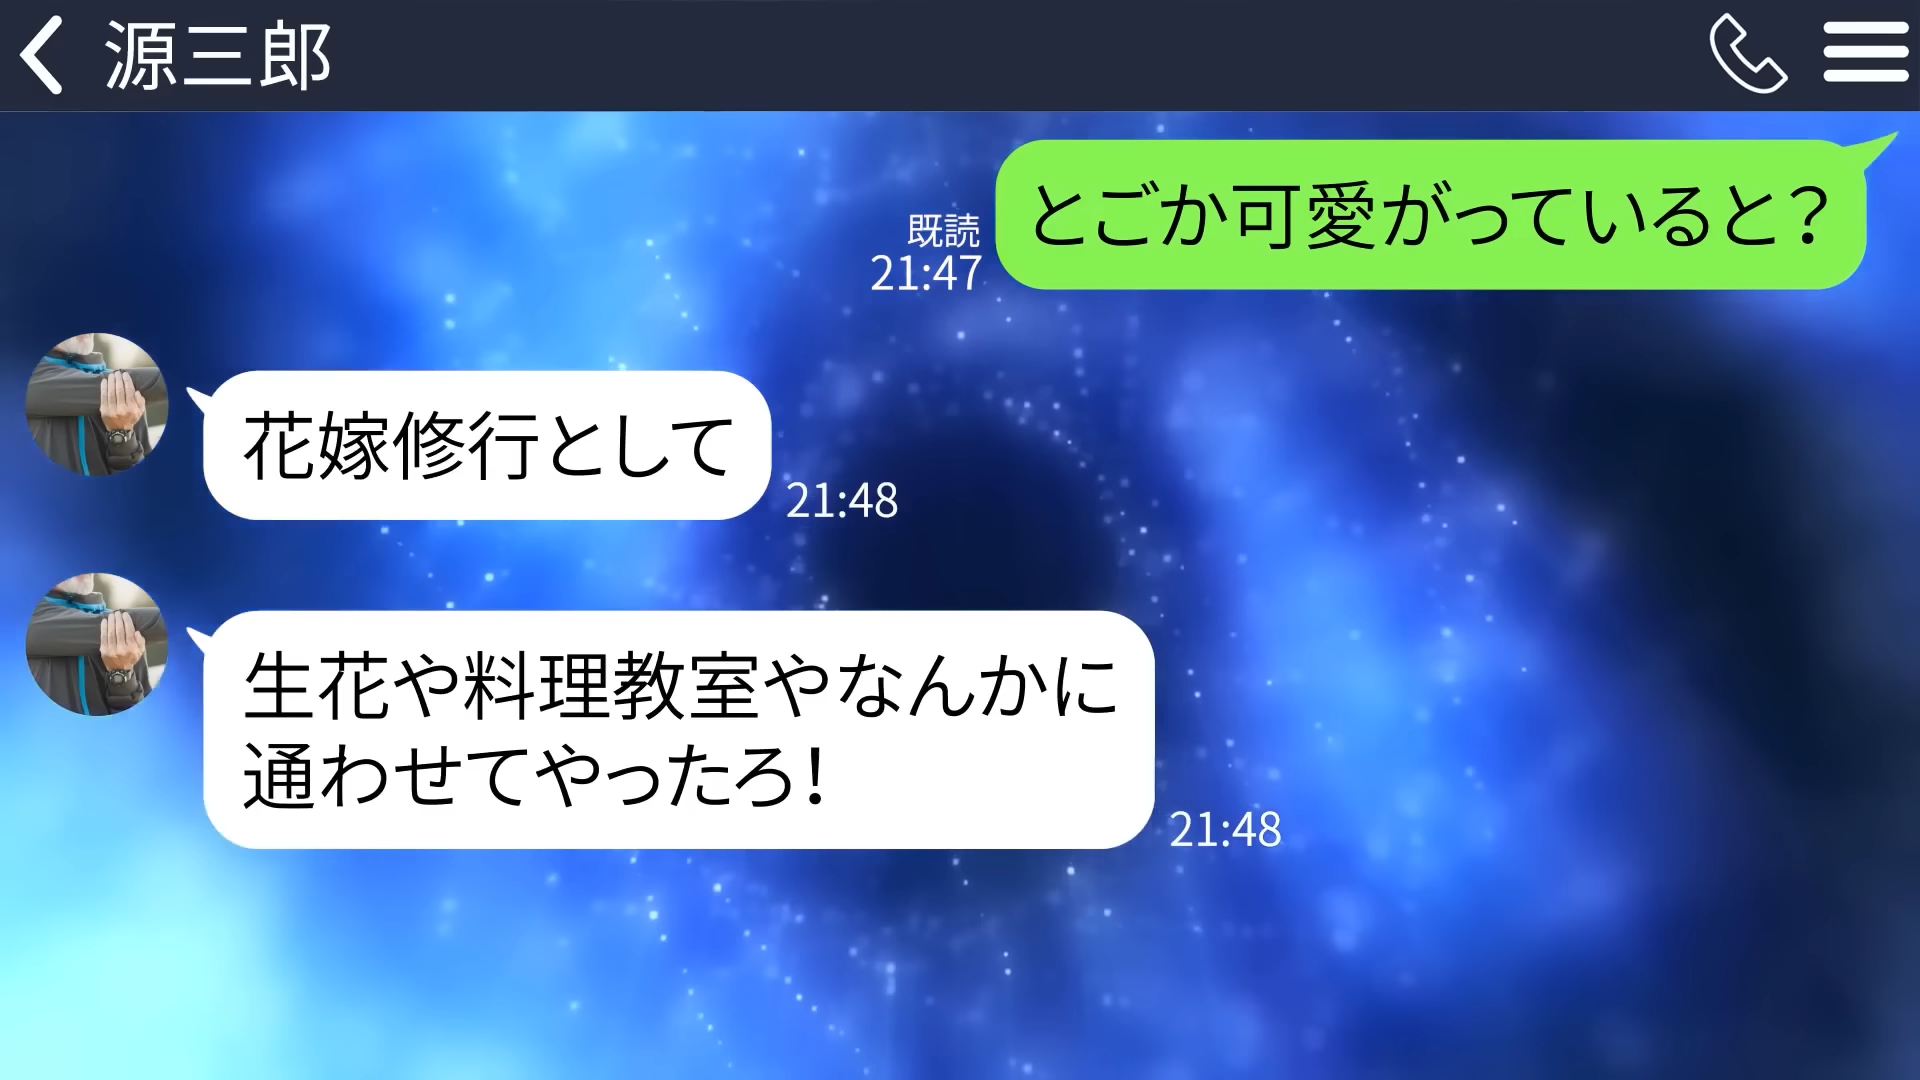 源三郎
とごか可愛がっていると？
既読
21:47
花嫁修行として
21:48
生花や料理教室やなんかに
通わせてやったろ！
21:48